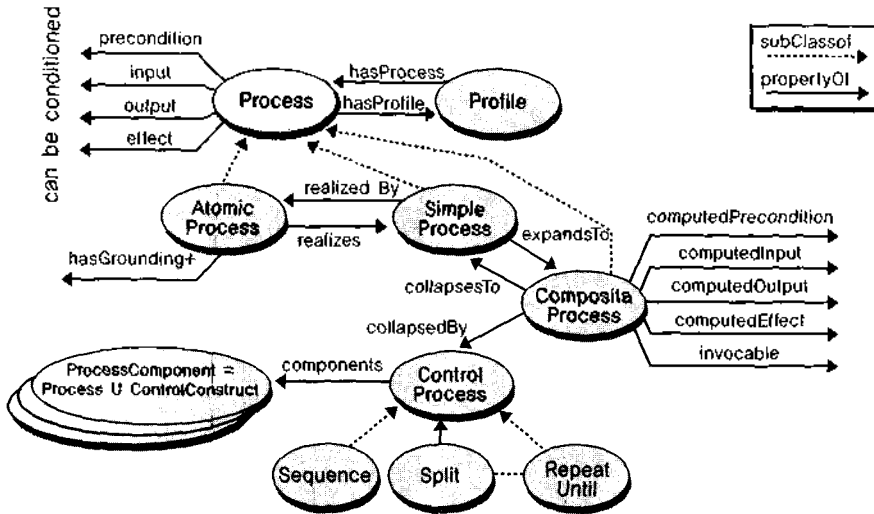 can be conditioned
precondition
input
output
effect
Process
hasProcess
hasProfile
Profile
subClassof
propertyOf
Atomic
Process
realized By
realizes
Simple
Process
hasGrounding+
expandsTo
collapsesTo
Composita
Process
computedPrecondition
computedInput
computedOutput
computedEffect
invocable
collapsedBy
components
ProcessComponent =
Process U ControlConstruct
Control
Process
Sequence
Split
Repeat
Until